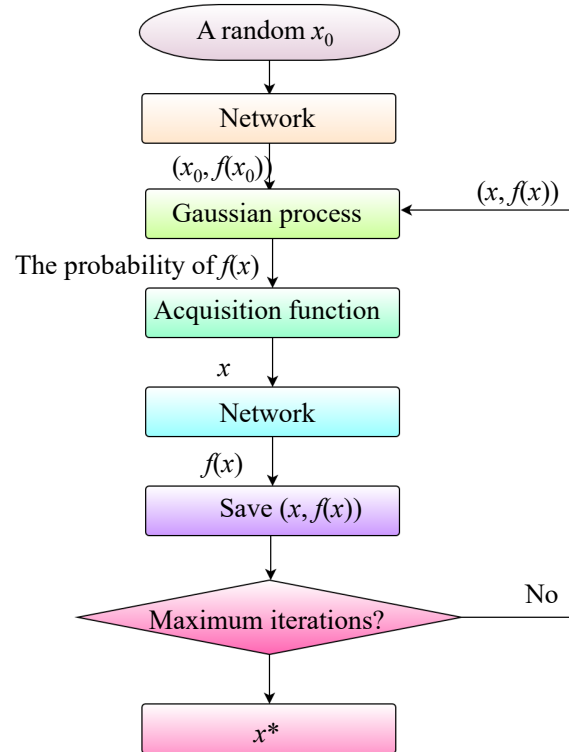 A random x₀
Network
(x₀, f(x₀))
(x, f(x))
Gaussian process
The probability of f(x)
Acquisition function
x
Network
f(x)
Save (x, f(x))
No
Maximum iterations?
x*